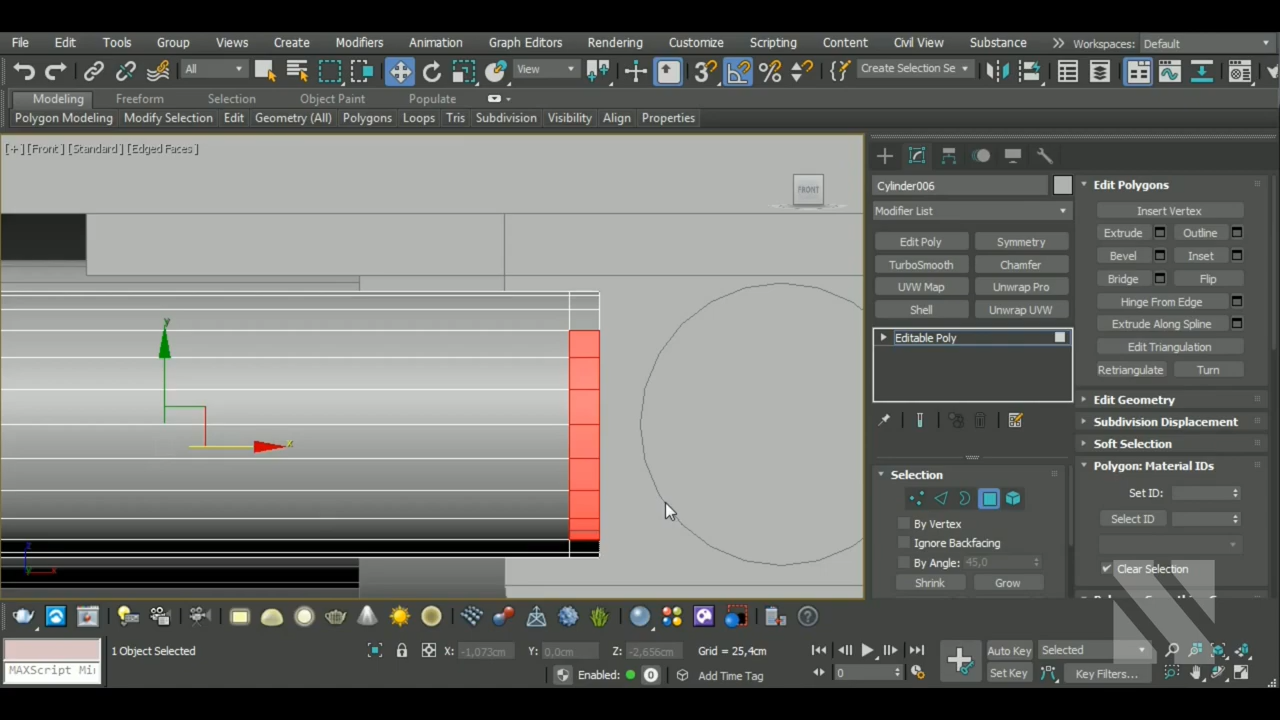 File Edit Tools Group Views Create Modifiers Animation Graph Editors Rendering Customize Scripting Content Civil View Substance Workspaces: Default
All View Create Selection Se
Modeling Freeform Selection Object Paint Populate
Polygon Modeling Modify Selection Edit Geometry (All) Polygons Loops Tris Subdivision Visibility Align Properties
[+] [Front ] [Standard ] [Edged Faces ]
FRONT
y
x
Cylinder006
Modifier List
Edit Poly Symmetry
TurboSmooth Chamfer
UVW Map Unwrap Pro
Shell Unwrap UVW
Editable Poly
Selection
By Vertex
Ignore Backfacing
By Angle: 45,0
Shrink Grow
Edit Polygons
Insert Vertex
Extrude Outline
Bevel Inset
Bridge Flip
Hinge From Edge
Extrude Along Spline
Edit Triangulation
Retriangulate Turn
Edit Geometry
Subdivision Displacement
Soft Selection
Polygon: Material IDs
Set ID:
Select ID
Clear Selection
MAXScript Mi
1 Object Selected
X: -1,073cm Y: 0,0cm Z: -2,656cm Grid = 25,4cm
Enabled: 0 Add Time Tag
0
Auto Key Selected
Set Key Key Filters...